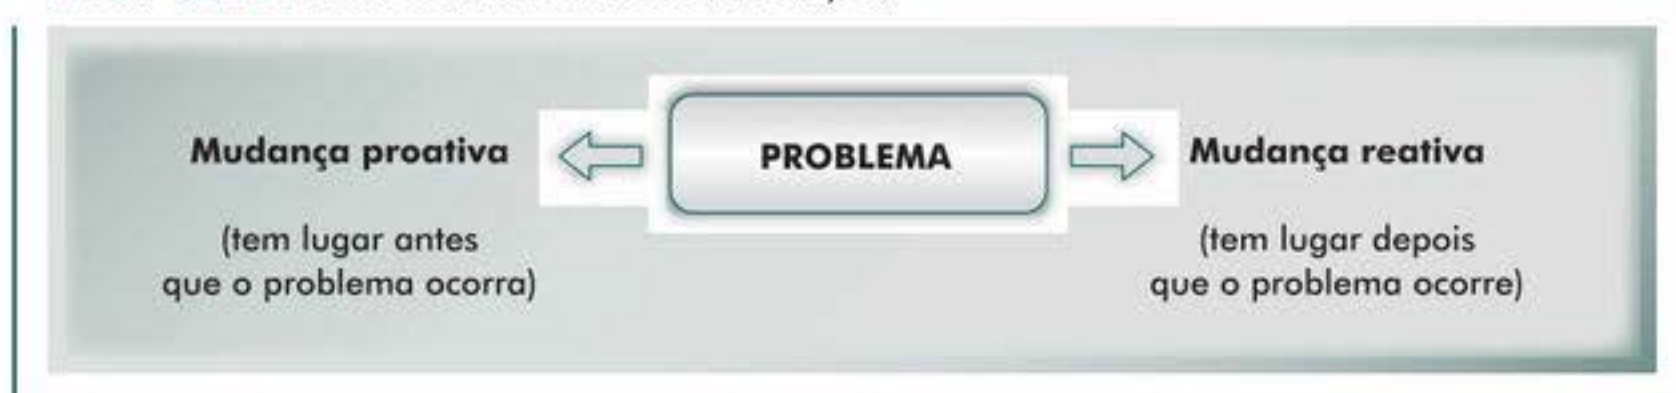 Mudança proativa
(tem lugar antes
que o problema ocorra)
PROBLEMA
Mudança reativa
(tem lugar depois
que o problema ocorre)